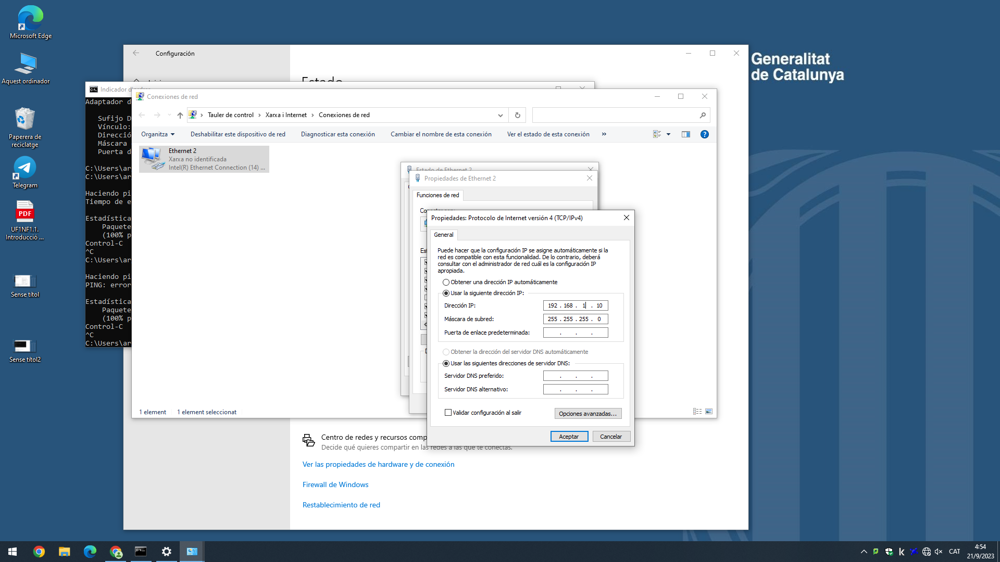 Microsoft Edge
Aquest ordinador
Paperera de
reciclatge
Telegram
PDF
UF1NF1.1.
Introducció ...
Sense títol
Sense títol2
Generalitat
de Catalunya
Configuración
Estado
Indicador d
Adaptador d
Sufijo D
Vínculo:
Direcció
Máscara
Puerta d
C:\Users\ar
C:\Users\ar
Haciendo pi
Tiempo de e
Estadística
Paquete
(100% p
Control-C
^C
C:\Users\ar
Haciendo pi
PING: error
Estadística
Paquete
(100% p
Control-C
^C
C:\Users\ar
Conexiones de red
Tauler de control > Xarxa i Internet > Conexiones de red
Organitza
Deshabilitar este dispositivo de red
Diagnosticar esta conexión
Cambiar el nombre de esta conexión
Ver el estado de esta conexión
»
Ethernet 2
Xarxa no identificada
Intel(R) Ethernet Connection (14) ...
1 element
1 element seleccionat
Estado de Ethernet 2
Propiedades de Ethernet 2
Funciones de red
Propiedades: Protocolo de Internet versión 4 (TCP/IPv4)
General
Puede hacer que la configuración IP se asigne automáticamente si la
red es compatible con esta funcionalidad. De lo contrario, deberá
consultar con el administrador de red cuál es la configuración IP
apropiada.
Obtener una dirección IP automáticamente
Usar la siguiente dirección IP:
Dirección IP: 192 . 168 . 1 . 10
Máscara de subred: 255 . 255 . 255 . 0
Puerta de enlace predeterminada: . . .
Obtener la dirección del servidor DNS automáticamente
Usar las siguientes direcciones de servidor DNS:
Servidor DNS preferido: . . .
Servidor DNS alternativo: . . .
Validar configuración al salir
Opciones avanzadas...
Aceptar
Cancelar
Centro de redes y recursos comp
Decide qué quieres compartir en las redes a las que te conectas.
Ver las propiedades de hardware y de conexión
Firewall de Windows
Restablecimiento de red
CAT
4:54
21/9/2023